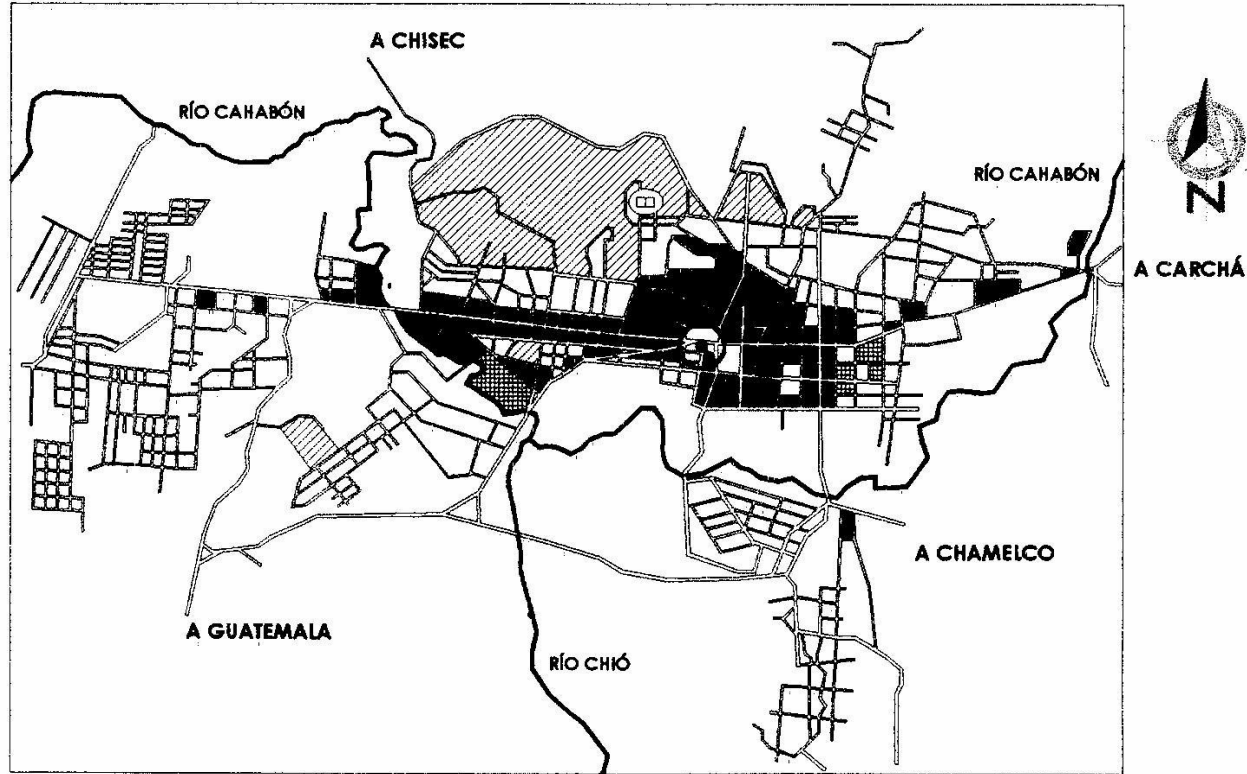 A CHISEC
RÍO CAHABÓN
RÍO CAHABÓN
A CARCHÁ
N
A CHAMELCO
A GUATEMALA
RÍO CHIÓ